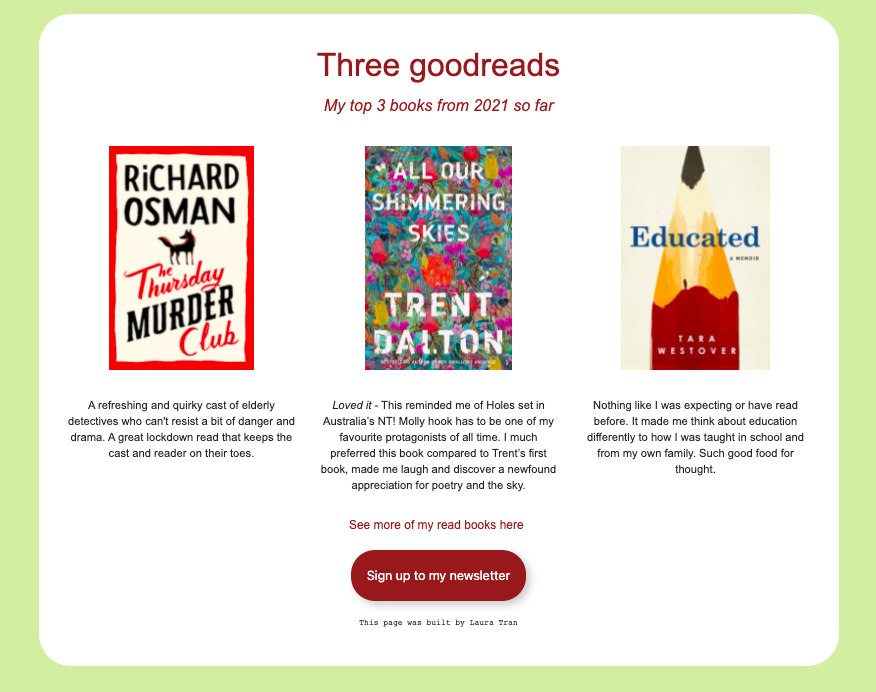 Three goodreads
My top 3 books from 2021 so far
RiCHARD
OSMAN
The
Thursday
MURDER
Club
ALL OUR
SHIMMERING
SKIES
TRENT
DALTON
Educated
A MEMOIR
TARA
WESTOVER
A refreshing and quirky cast of elderly
detectives who can't resist a bit of danger and
drama. A great lockdown read that keeps the
cast and reader on their toes.
Loved it - This reminded me of Holes set in
Australia's NT! Molly hook has to be one of my
favourite protagonists of all time. I much
preferred this book compared to Trent's first
book, made me laugh and discover a newfound
appreciation for poetry and the sky.
Nothing like I was expecting or have read
before. It made me think about education
differently to how I was taught in school and
from my own family. Such good food for
thought.
See more of my read books here
Sign up to my newsletter
This page was built by Laura Tran